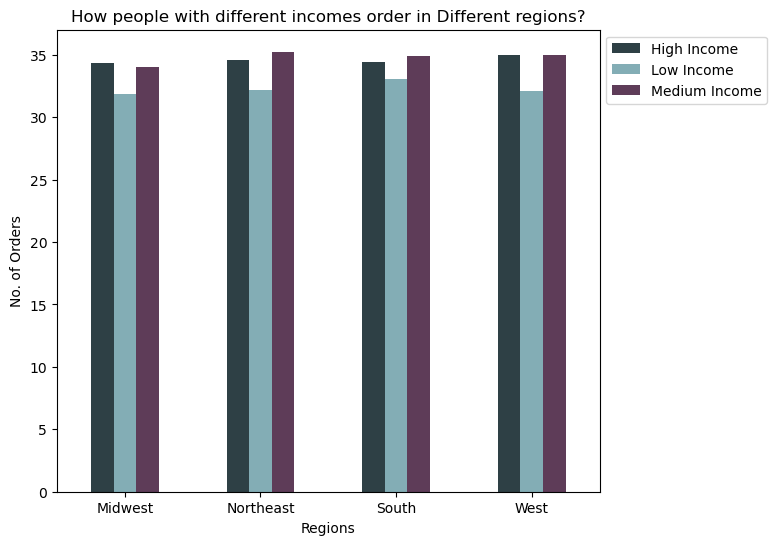 How people with different incomes order in Different regions?
High Income
Low Income
Medium Income
No. of Orders
35
30
25
20
15
10
5
0
Midwest Northeast South West
Regions